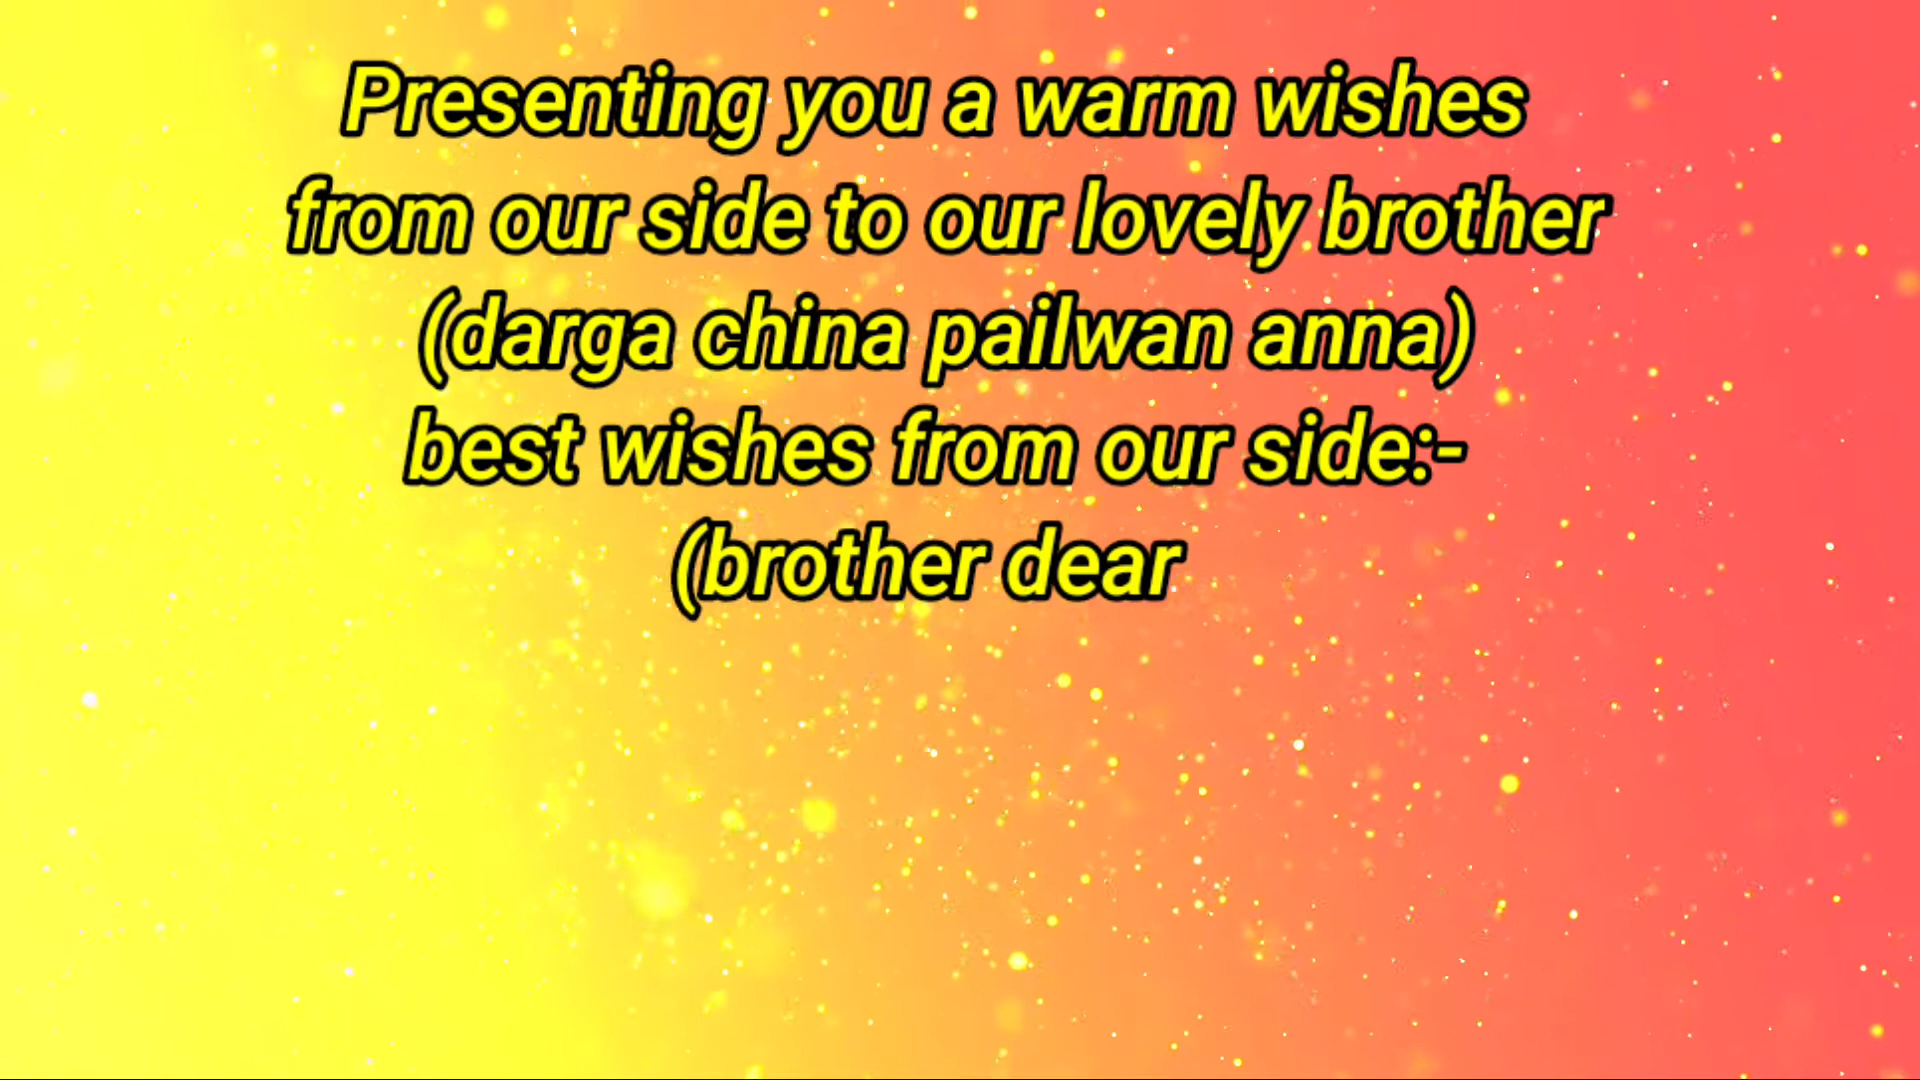 Presenting you a warm wishes
from our side to our lovely brother
(darga china pailwan anna)
best wishes from our side:-
(brother dear